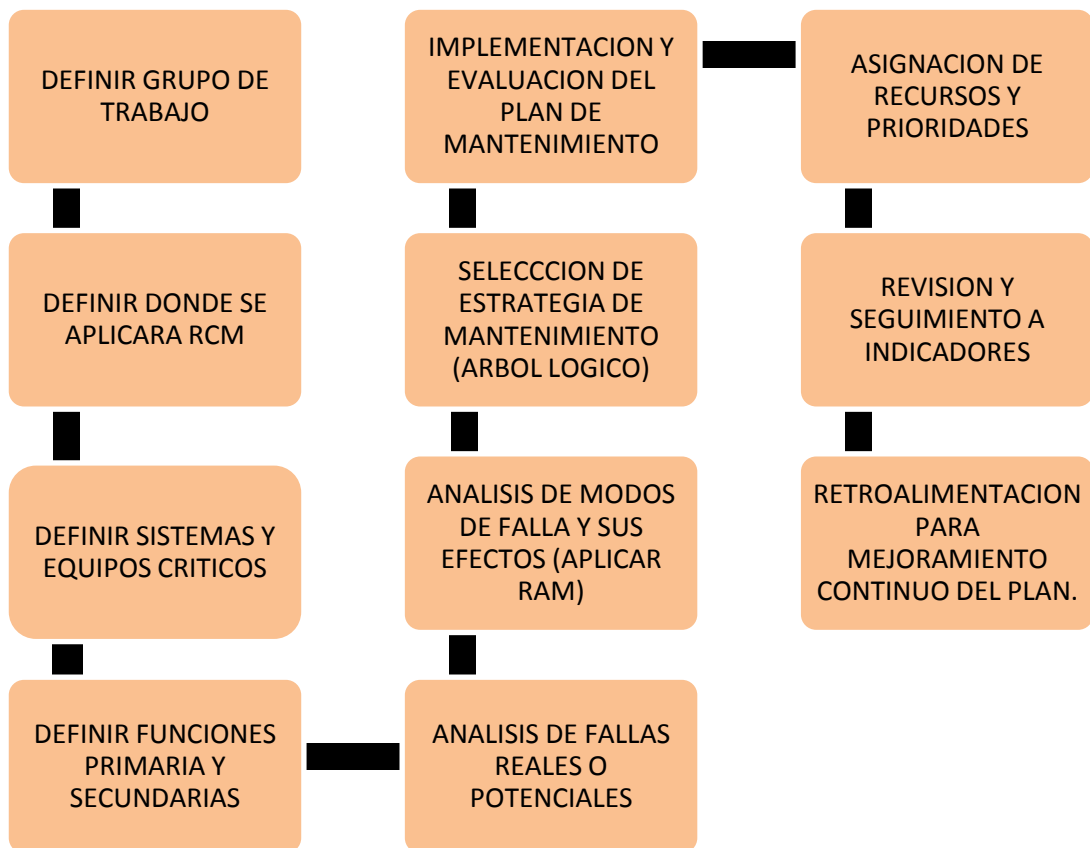 DEFINIR GRUPO DE
TRABAJO
DEFINIR DONDE SE
APLICARA RCM
DEFINIR SISTEMAS Y
EQUIPOS CRITICOS
DEFINIR FUNCIONES
PRIMARIA Y
SECUNDARIAS
ANALISIS DE FALLAS
REALES O
POTENCIALES
ANALISIS DE MODOS
DE FALLA Y SUS
EFECTOS (APLICAR
RAM)
SELECCCION DE
ESTRATEGIA DE
MANTENIMIENTO
(ARBOL LOGICO)
IMPLEMENTACION Y
EVALUACION DEL
PLAN DE
MANTENIMIENTO
ASIGNACION DE
RECURSOS Y
PRIORIDADES
REVISION Y
SEGUIMIENTO A
INDICADORES
RETROALIMENTACION
PARA
MEJORAMIENTO
CONTINUO DEL PLAN.